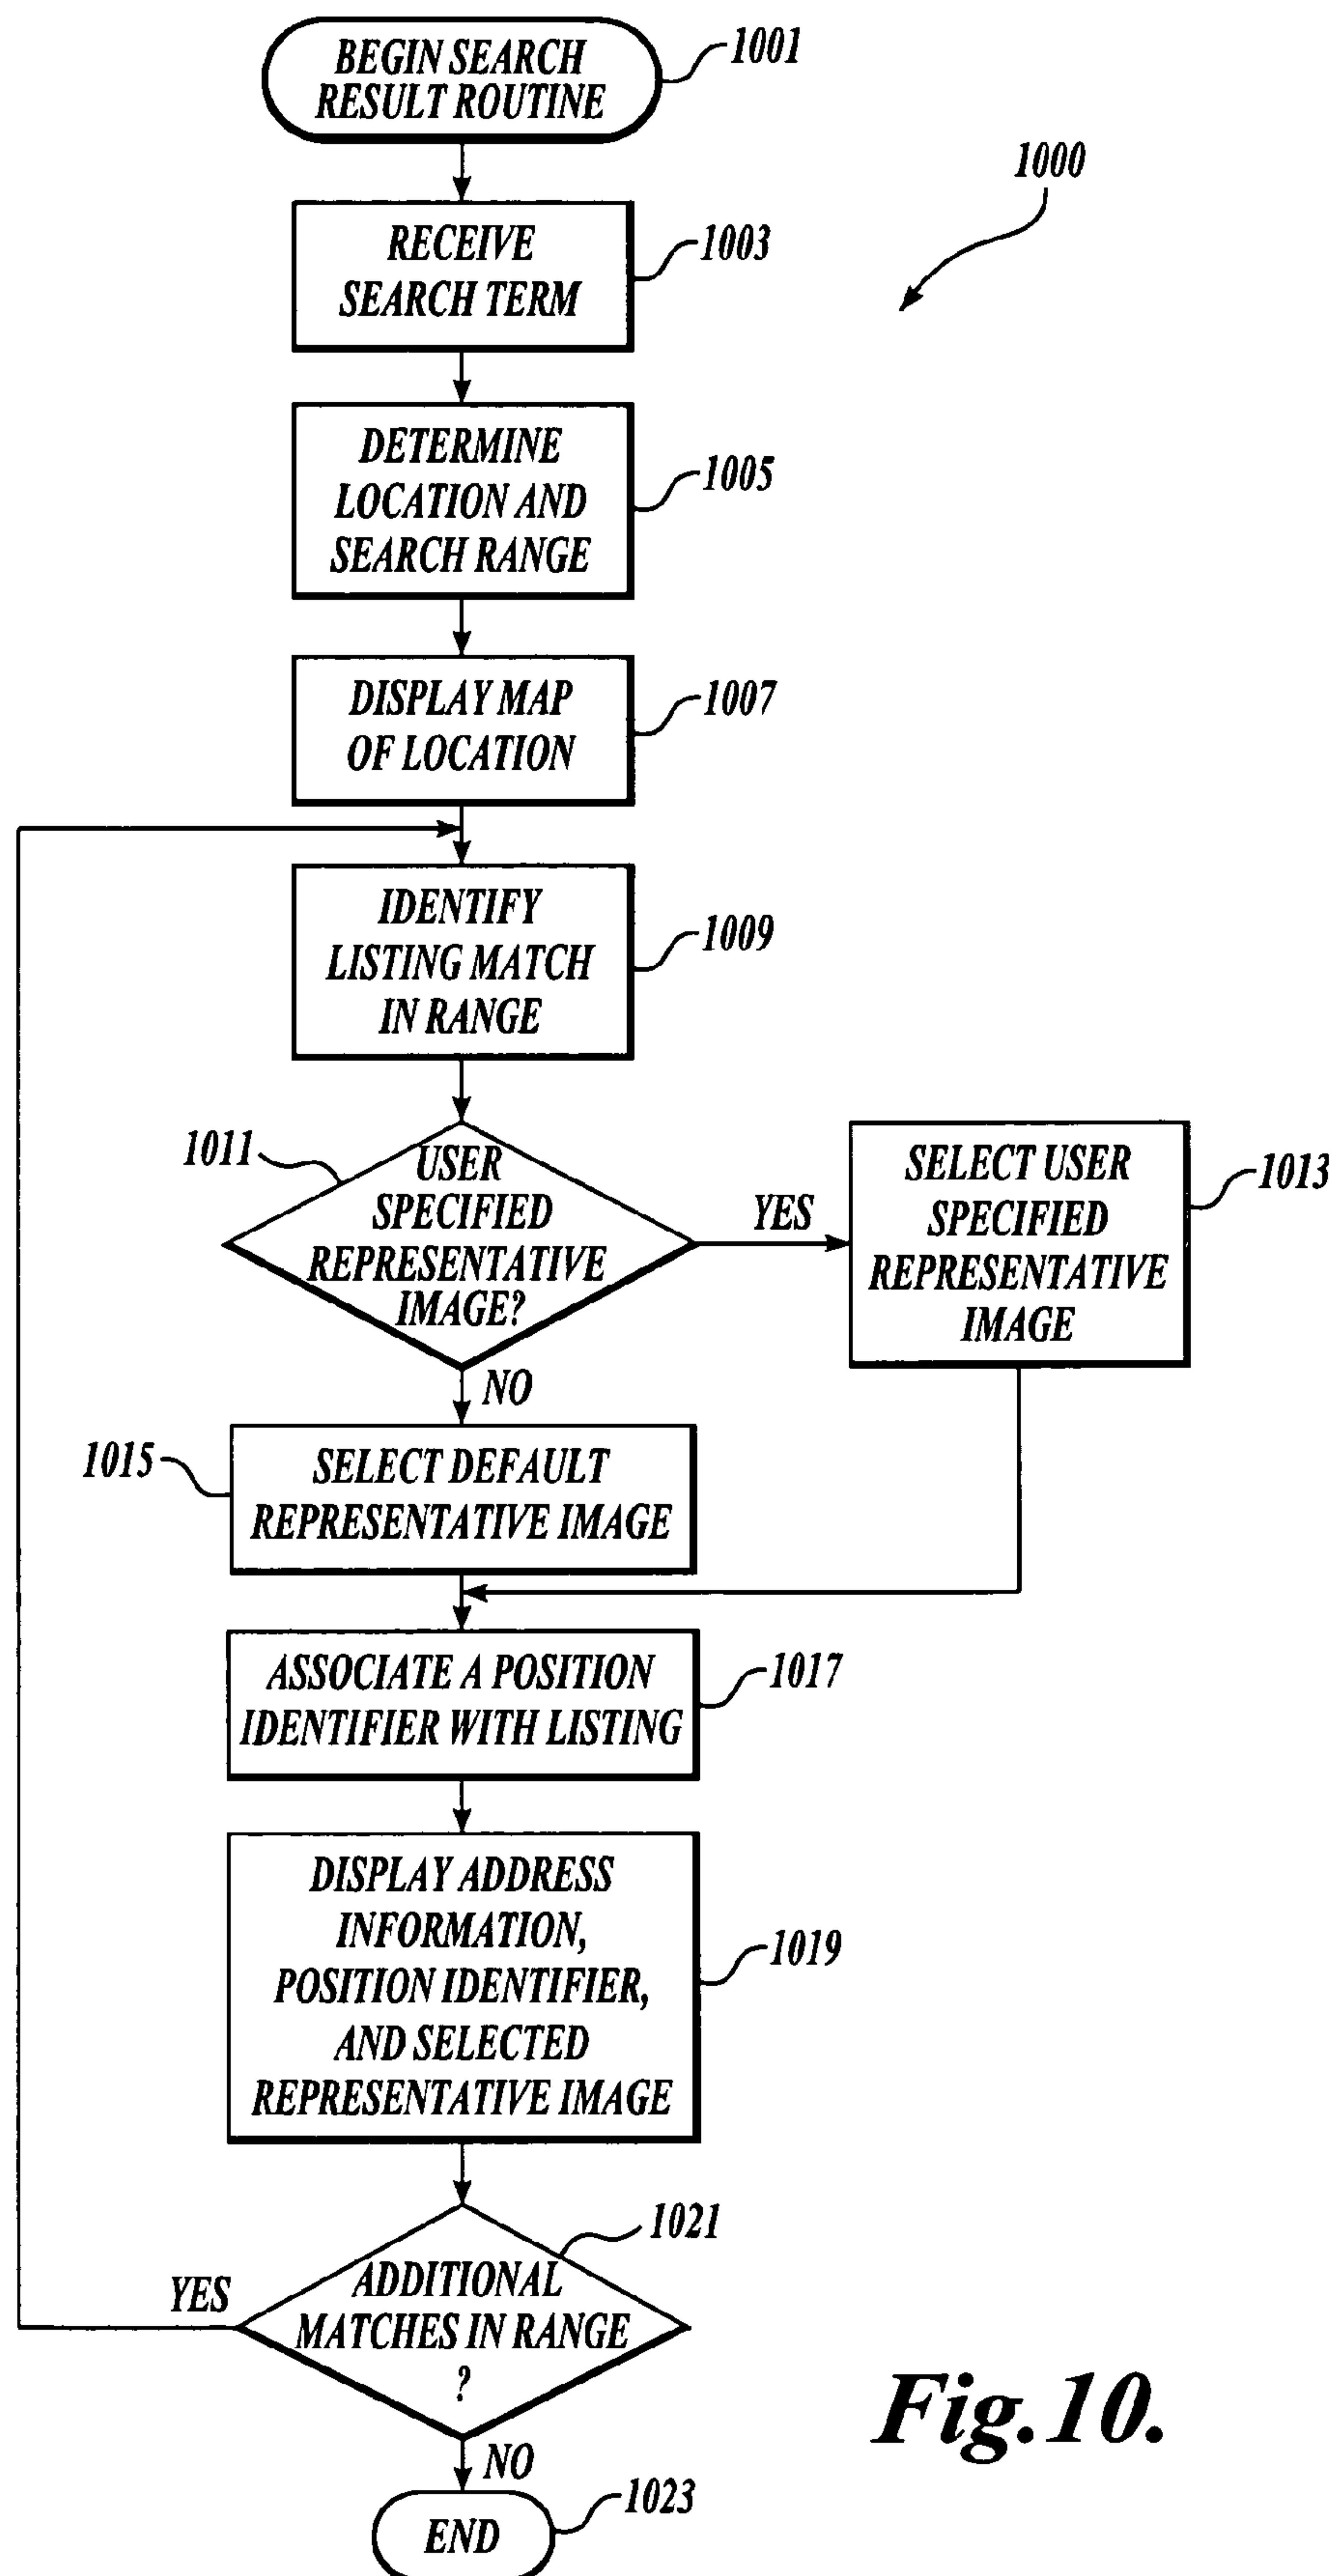 BEGIN SEARCH
RESULT ROUTINE
1001
1000
RECEIVE
SEARCH TERM
1003
DETERMINE
LOCATION AND
SEARCH RANGE
1005
DISPLAY MAP
OF LOCATION
1007
IDENTIFY
LISTING MATCH
IN RANGE
1009
1011
USER
SPECIFIED
REPRESENTATIVE
IMAGE?
YES
SELECT USER
SPECIFIED
REPRESENTATIVE
IMAGE
1013
NO
1015
SELECT DEFAULT
REPRESENTATIVE IMAGE
ASSOCIATE A POSITION
IDENTIFIER WITH LISTING
1017
DISPLAY ADDRESS
INFORMATION,
POSITION IDENTIFIER,
AND SELECTED
REPRESENTATIVE IMAGE
1019
1021
YES
ADDITIONAL
MATCHES IN RANGE
?
NO
END
1023
Fig.10.